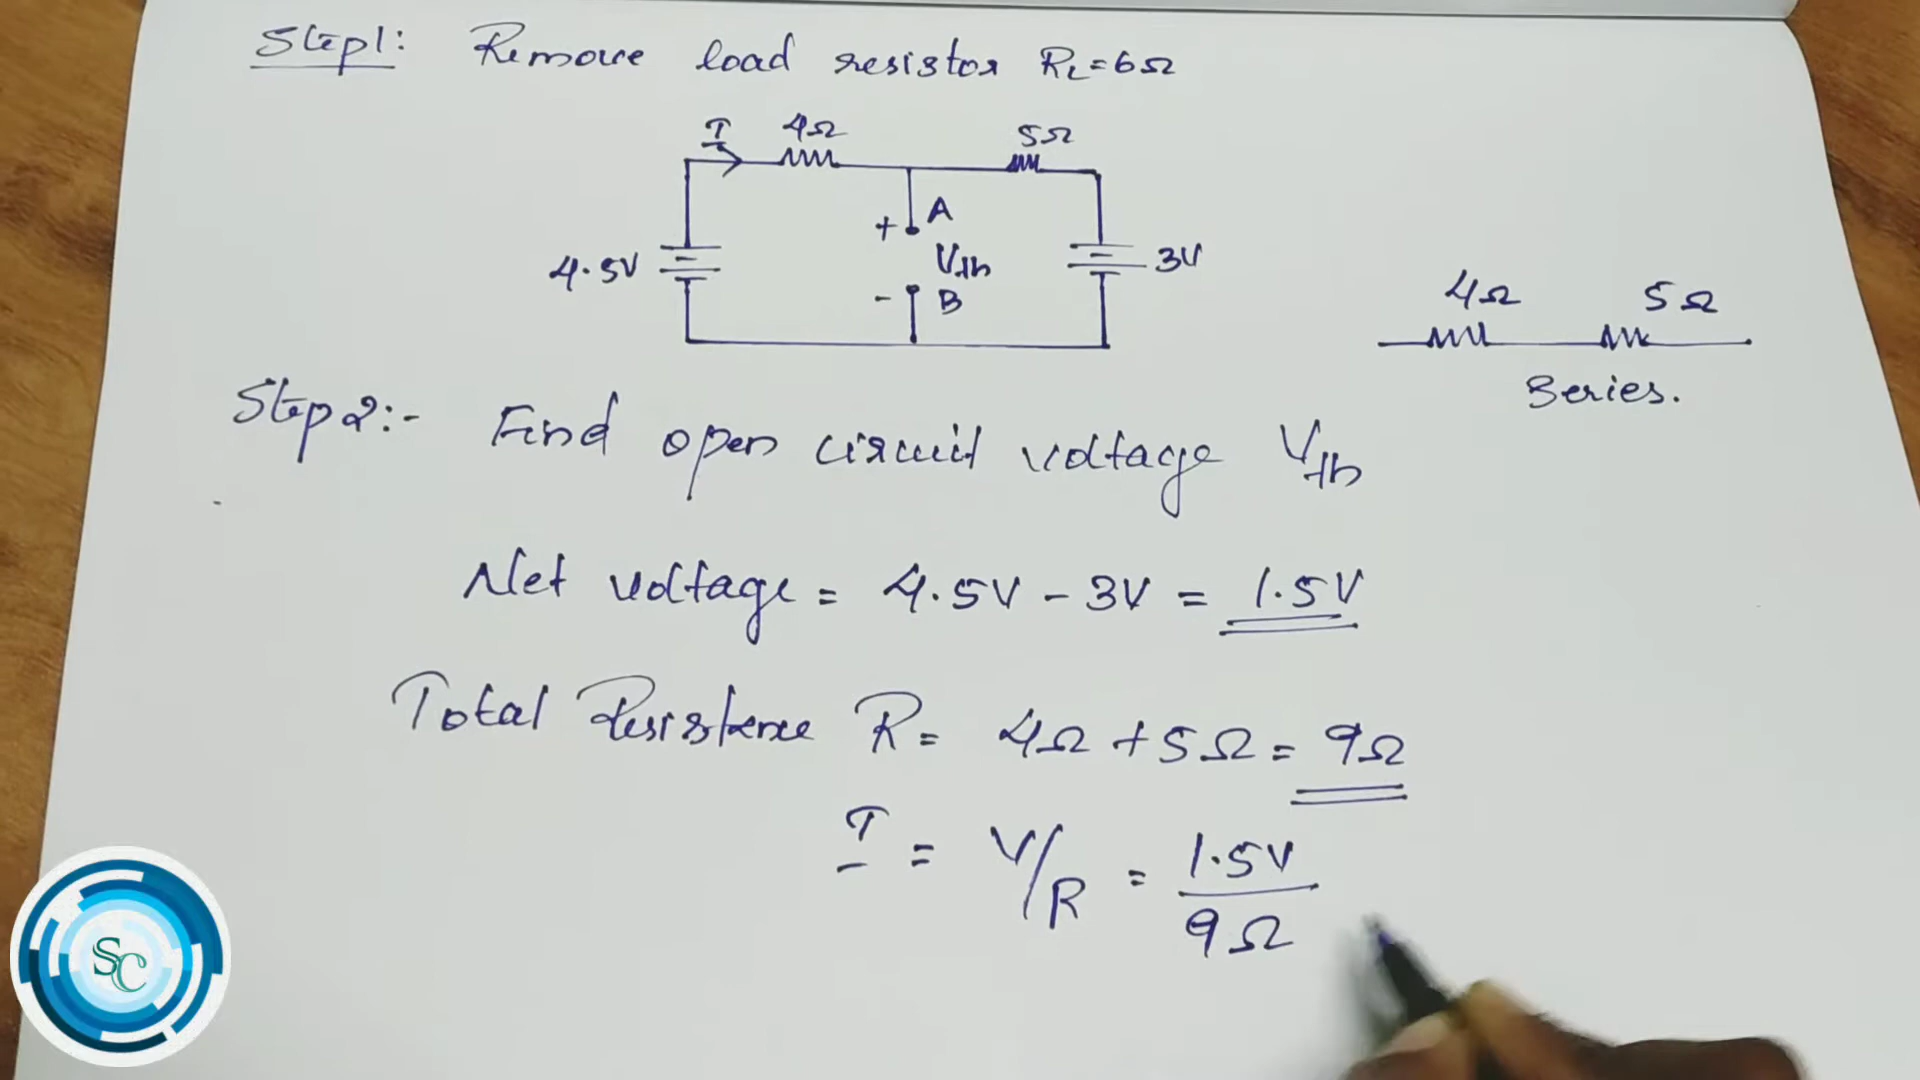 Step1: Remove load resistor RL=6Ω
I 4Ω 5Ω
+ A
4.5V Vth 3V
- B
4Ω 5Ω
Series.
Step2:- Find open circuit voltage Vth
Net voltage = 4.5V - 3V = 1.5V
Total Resistence R = 4Ω + 5Ω = 9Ω
I = V/R = 1.5V/9Ω
SC